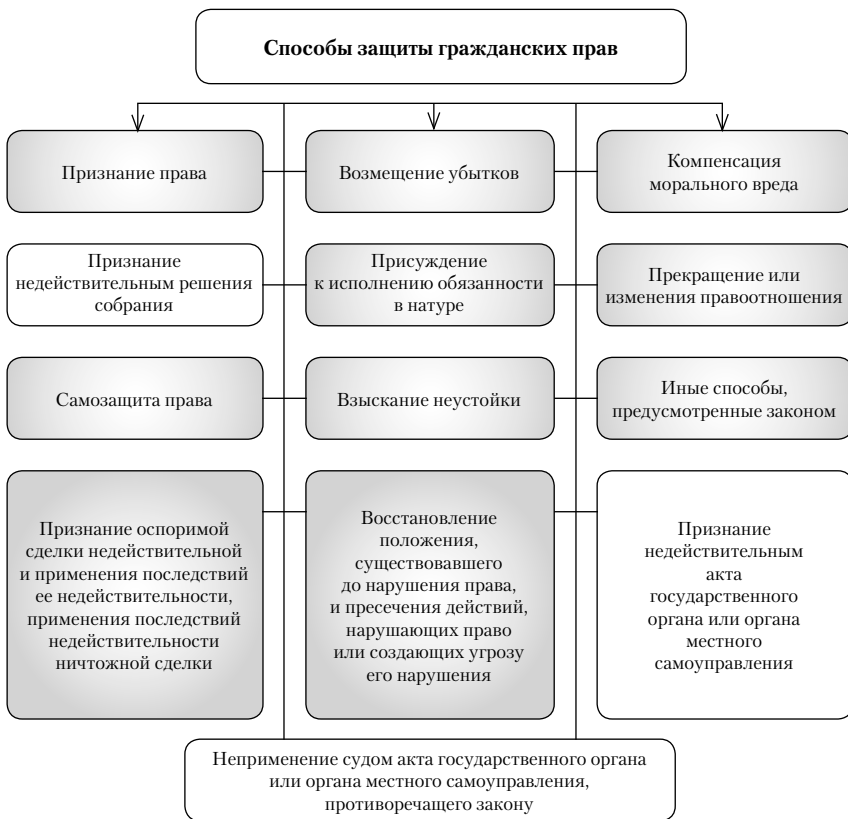 Способы защиты гражданских прав
Признание права
Возмещение убытков
Компенсация
морального вреда
Признание
недействительным решения
собрания
Присуждение
к исполнению обязанности
в натуре
Прекращение или
изменения правоотношения
Самозащита права
Взыскание неустойки
Иные способы,
предусмотренные законом
Признание оспоримой
сделки недействительной
и применения последствий
ее недействительности,
применения последствий
недействительности
ничтожной сделки
Восстановление
положения,
существовавшего
до нарушения права,
и пресечения действий,
нарушающих право
или создающих угрозу
его нарушения
Признание
недействительным
акта
государственного
органа или органа
местного
самоуправления
Неприменение судом акта государственного органа
или органа местного самоуправления,
противоречащего закону